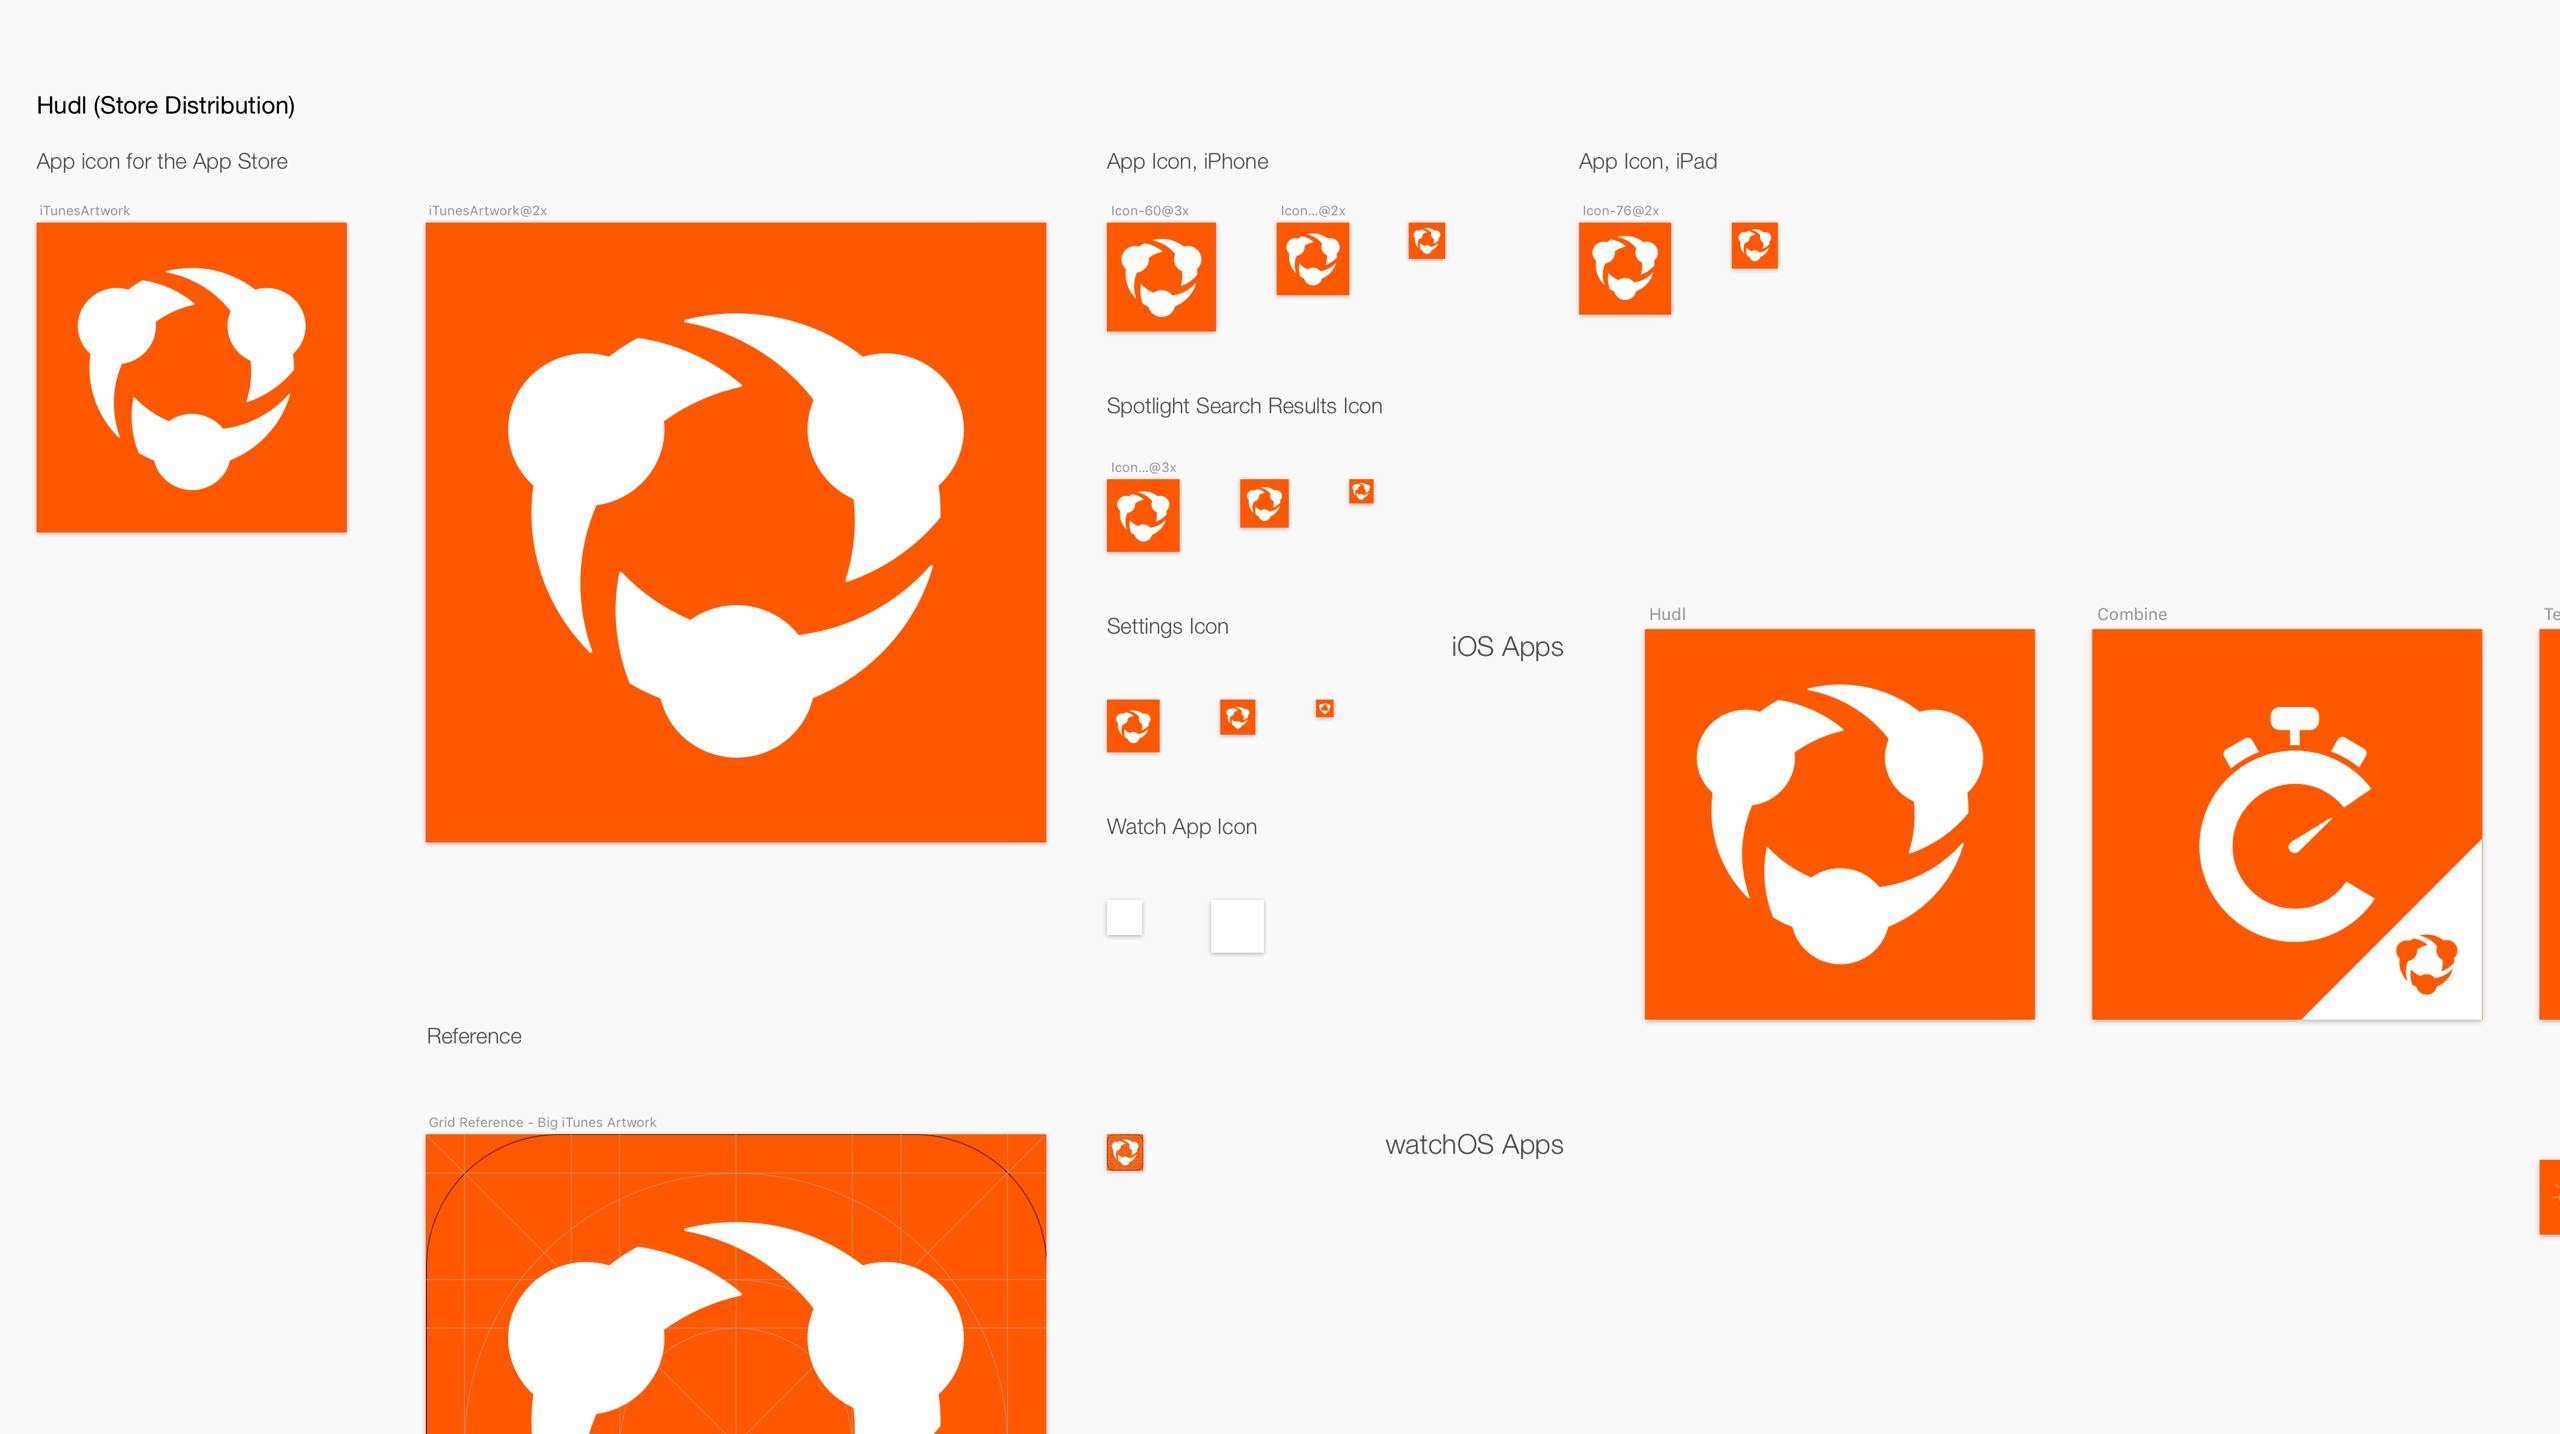 Hudl (Store Distribution)
App icon for the App Store
App Icon, iPhone
App Icon, iPad
iTunesArtwork
iTunesArtwork@2x
Icon-60@3x
Icon...@2x
Icon-76@2x
Spotlight Search Results Icon
Icon...@3x
Settings Icon
iOS Apps
Hudl
Combine
Te
Watch App Icon
Reference
Grid Reference - Big iTunes Artwork
watchOS Apps